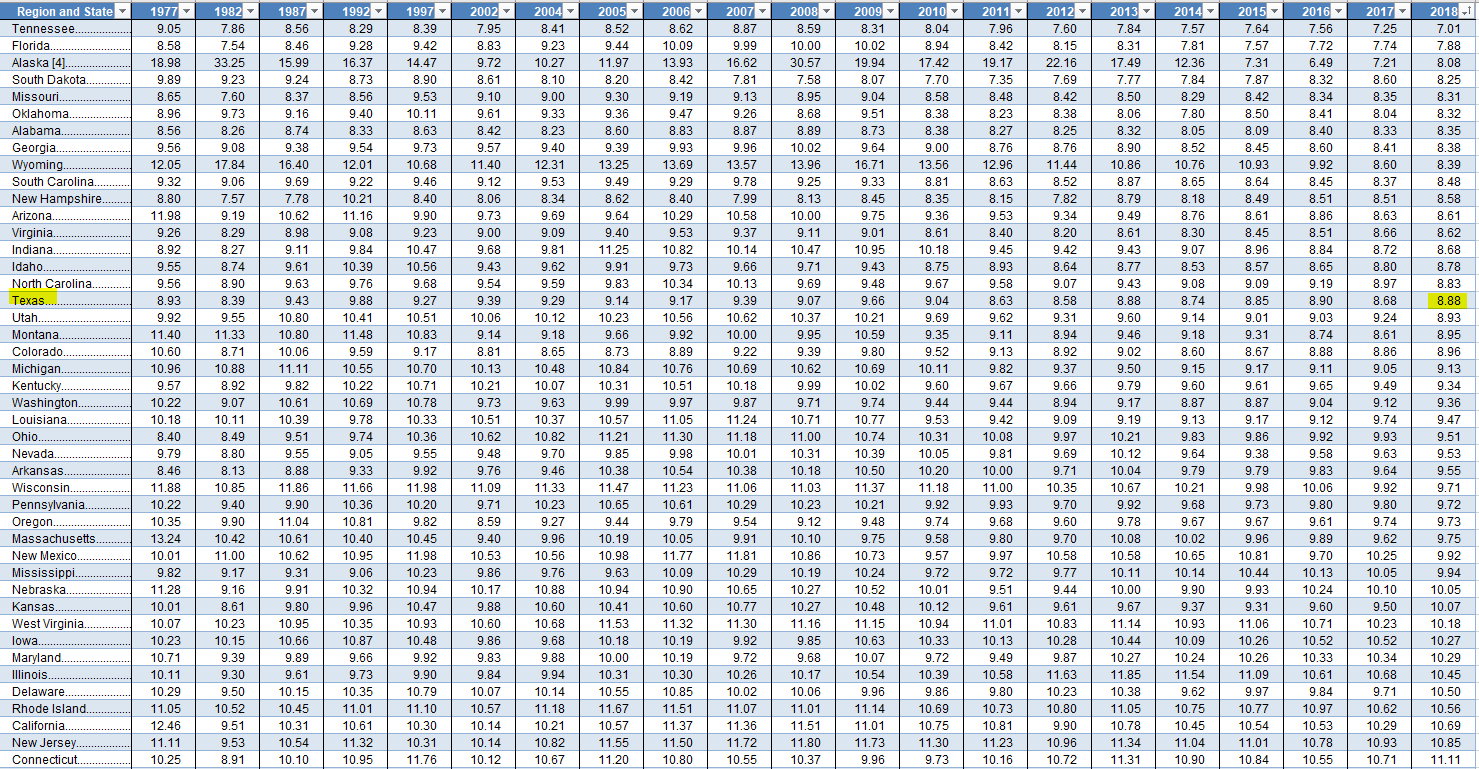 Region and State 1977 1982 1987 1992 1997 2002 2004 2005 2006 2007 2008 2009 2010 2011 2012 2013 2014 2015 2016 2017 2018
Tennessee 9.05 7.86 8.56 8.29 8.39 7.95 8.41 8.52 8.62 8.87 8.59 8.31 8.04 7.96 7.60 7.84 7.57 7.64 7.56 7.25 7.01
Florida 8.58 7.54 8.46 9.28 9.42 8.83 9.23 9.44 10.09 9.99 10.00 10.02 8.94 8.42 8.15 8.31 7.81 7.57 7.72 7.74 7.88
Alaska [4] 18.98 33.25 15.99 16.37 14.47 9.72 10.27 11.97 13.93 16.62 30.57 19.94 17.42 19.17 22.16 17.49 12.36 7.31 6.49 7.21 8.08
South Dakota 9.89 9.23 9.24 8.73 8.90 8.61 8.10 8.20 8.42 7.81 7.58 8.07 7.70 7.35 7.69 7.77 7.84 7.87 8.32 8.60 8.25
Missouri 8.65 7.60 8.37 8.56 9.53 9.10 9.00 9.30 9.19 9.13 8.95 9.04 8.58 8.48 8.42 8.50 8.29 8.42 8.34 8.35 8.31
Oklahoma 8.96 9.73 9.16 9.40 10.11 9.61 9.33 9.36 9.47 9.26 8.68 9.51 8.38 8.23 8.38 8.06 7.80 8.50 8.41 8.04 8.32
Alabama 8.56 8.26 8.74 8.33 8.63 8.42 8.23 8.60 8.83 8.87 8.89 8.73 8.38 8.27 8.25 8.32 8.05 8.09 8.40 8.33 8.35
Georgia 9.56 9.08 9.38 9.54 9.73 9.57 9.40 9.39 9.93 9.96 10.02 9.64 9.00 8.76 8.76 8.90 8.52 8.45 8.60 8.41 8.38
Wyoming 12.05 17.84 16.40 12.01 10.68 11.40 12.31 13.25 13.69 13.57 13.96 16.71 13.56 12.96 11.44 10.86 10.76 10.93 9.92 8.60 8.39
South Carolina 9.32 9.06 9.69 9.22 9.46 9.12 9.53 9.49 9.29 9.78 9.25 9.33 8.81 8.63 8.52 8.87 8.65 8.64 8.45 8.37 8.48
New Hampshire 8.80 7.57 7.78 10.21 8.40 8.06 8.34 8.62 8.40 7.99 8.13 8.45 8.35 8.15 7.82 8.79 8.18 8.49 8.51 8.51 8.58
Arizona 11.98 9.19 10.62 11.16 9.90 9.73 9.69 9.64 10.29 10.58 10.00 9.75 9.36 9.53 9.34 9.49 8.76 8.61 8.86 8.63 8.61
Virginia 9.26 8.29 8.98 9.08 9.23 9.00 9.09 9.40 9.53 9.37 9.11 9.01 8.61 8.40 8.20 8.61 8.30 8.45 8.51 8.66 8.62
Indiana 8.92 8.27 9.11 9.84 10.47 9.68 9.81 11.25 10.82 10.14 10.47 10.95 10.18 9.45 9.42 9.43 9.07 8.96 8.84 8.72 8.68
Idaho 9.55 8.74 9.61 10.39 10.56 9.43 9.62 9.91 9.73 9.66 9.71 9.43 8.75 8.93 8.64 8.77 8.53 8.57 8.65 8.80 8.78
North Carolina 9.56 8.90 9.63 9.76 9.68 9.54 9.59 9.83 10.34 10.13 9.69 9.48 9.67 9.58 9.07 9.43 9.08 9.09 9.19 8.97 8.83
Texas 8.93 8.39 9.43 9.88 9.27 9.39 9.29 9.14 9.17 9.39 9.07 9.66 9.04 8.63 8.58 8.88 8.74 8.85 8.90 8.68 8.88
Utah 9.92 9.55 10.80 10.41 10.51 10.06 10.12 10.23 10.56 10.62 10.37 10.21 9.69 9.62 9.31 9.60 9.14 9.01 9.03 9.24 8.93
Montana 11.40 11.33 10.80 11.48 10.83 9.14 9.18 9.66 9.92 10.00 9.95 10.59 9.35 9.11 8.94 9.46 9.18 9.31 8.74 8.61 8.95
Colorado 10.60 8.71 10.06 9.59 9.17 8.81 8.65 8.73 8.89 9.22 9.39 9.80 9.52 9.13 8.92 9.02 8.60 8.67 8.88 8.86 8.96
Michigan 10.96 10.88 11.11 10.55 10.70 10.13 10.48 10.84 10.76 10.69 10.62 10.69 10.11 9.82 9.37 9.50 9.15 9.17 9.11 9.05 9.13
Kentucky 9.57 8.92 9.82 10.22 10.71 10.21 10.07 10.31 10.51 10.18 9.99 10.02 9.60 9.67 9.66 9.79 9.60 9.61 9.65 9.49 9.34
Washington 10.22 9.07 10.61 10.69 10.78 9.73 9.63 9.99 9.97 9.87 9.71 9.74 9.44 9.44 8.94 9.17 8.87 8.87 9.04 9.12 9.36
Louisiana 10.18 10.11 10.39 9.78 10.33 10.51 10.37 10.57 11.05 11.24 10.71 10.77 9.53 9.42 9.09 9.19 9.13 9.17 9.12 9.74 9.47
Ohio 8.40 8.49 9.51 9.74 10.36 10.62 10.82 11.21 11.30 11.18 11.00 10.74 10.31 10.08 9.97 10.21 9.83 9.86 9.92 9.93 9.51
Nevada 9.79 8.80 9.55 9.05 9.55 9.48 9.70 9.85 9.98 10.01 10.31 10.39 10.05 9.81 9.69 10.12 9.64 9.38 9.58 9.63 9.53
Arkansas 8.46 8.13 8.88 9.33 9.92 9.76 9.46 10.38 10.54 10.38 10.18 10.50 10.20 10.00 9.71 10.04 9.79 9.79 9.83 9.64 9.55
Wisconsin 11.88 10.85 11.86 11.66 11.98 11.09 11.33 11.47 11.23 11.06 11.03 11.37 11.18 11.00 10.35 10.67 10.21 9.98 10.06 9.92 9.71
Pennsylvania 10.22 9.40 9.90 10.36 10.20 9.71 10.23 10.65 10.61 10.29 10.23 10.21 9.92 9.93 9.70 9.92 9.68 9.73 9.80 9.80 9.72
Oregon 10.35 9.90 11.04 10.81 9.82 8.59 9.27 9.44 9.79 9.54 9.12 9.48 9.74 9.68 9.60 9.78 9.67 9.67 9.61 9.74 9.73
Massachusetts 13.24 10.42 10.61 10.40 10.45 9.40 9.96 10.19 10.05 9.91 10.10 9.75 9.58 9.80 9.70 10.08 10.02 9.96 9.89 9.62 9.75
New Mexico 10.01 11.00 10.62 10.95 11.98 10.53 10.56 10.98 11.77 11.81 10.86 10.73 9.57 9.97 10.58 10.58 10.65 10.81 9.70 10.25 9.92
Mississippi 9.82 9.17 9.31 9.06 10.23 9.86 9.76 9.63 10.09 10.29 10.19 10.24 9.72 9.72 9.77 10.11 10.14 10.44 10.13 10.05 9.94
Nebraska 11.28 9.16 9.91 10.32 10.94 10.17 10.88 10.94 10.90 10.65 10.27 10.52 10.01 9.51 9.44 10.00 9.90 9.93 10.24 10.10 10.05
Kansas 10.01 8.61 9.80 9.96 10.47 9.88 10.60 10.41 10.60 10.77 10.27 10.48 10.12 9.61 9.61 9.67 9.37 9.31 9.60 9.50 10.07
West Virginia 10.07 10.23 10.95 10.35 10.93 10.60 10.68 11.53 11.32 11.30 11.16 11.15 10.94 11.01 10.83 11.14 10.93 11.06 10.71 10.23 10.18
Iowa 10.23 10.15 10.66 10.87 10.48 9.86 9.68 10.18 10.19 9.92 9.85 10.63 10.33 10.13 10.28 10.44 10.09 10.26 10.52 10.52 10.27
Maryland 10.71 9.39 9.89 9.66 9.92 9.83 9.88 10.00 10.19 9.72 9.68 10.07 9.72 9.49 9.87 10.27 10.24 10.26 10.33 10.34 10.29
Illinois 10.11 9.30 9.61 9.73 9.90 9.84 9.94 10.31 10.30 10.26 10.17 10.54 10.39 10.58 11.63 11.85 11.54 11.09 10.61 10.68 10.45
Delaware 10.29 9.50 10.15 10.35 10.79 10.07 10.14 10.55 10.85 10.02 10.06 9.96 9.86 9.80 10.23 10.38 9.62 9.97 9.84 9.71 10.50
Rhode Island 11.05 10.52 10.45 11.01 11.10 10.57 11.18 11.67 11.51 11.07 11.01 11.14 10.69 10.73 10.80 11.05 10.75 10.77 10.97 10.62 10.56
California 12.46 9.51 10.31 10.61 10.30 10.14 10.21 10.57 11.37 11.36 11.51 11.01 10.75 10.81 9.90 10.78 10.45 10.54 10.53 10.29 10.69
New Jersey 11.11 9.53 10.54 11.32 10.31 10.14 10.82 11.55 11.50 11.72 11.80 11.73 11.30 11.23 10.96 11.34 11.04 11.01 10.78 10.93 10.85
Connecticut 10.25 8.91 10.10 10.95 11.76 10.12 10.67 11.20 10.80 10.55 10.37 9.96 9.73 10.16 10.72 11.31 10.90 10.84 10.55 10.84 11.11